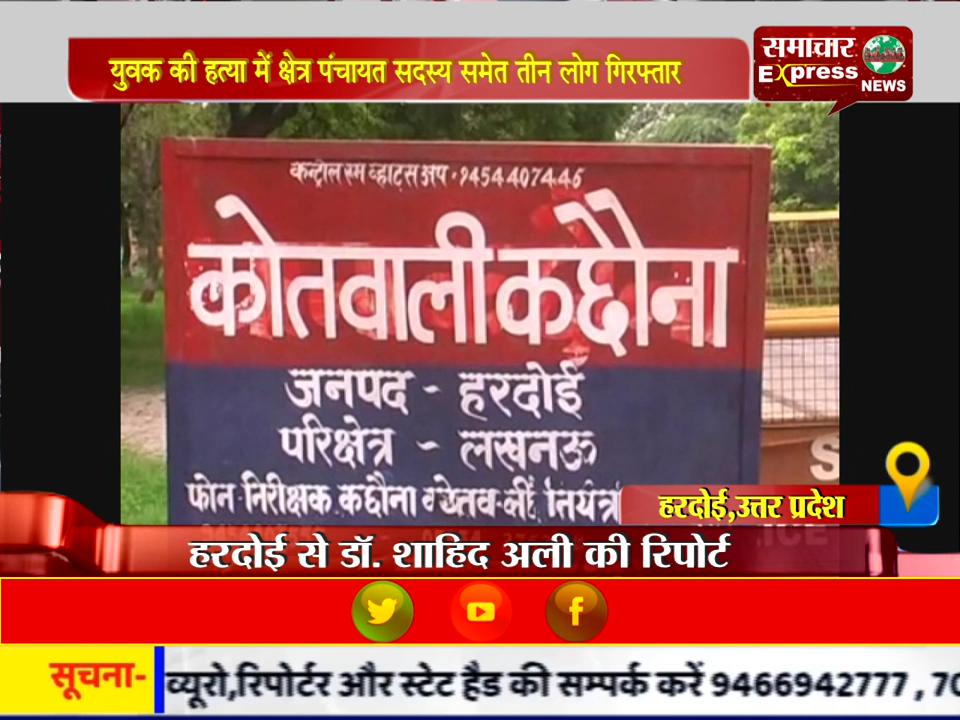 युवक की हत्या में क्षेत्र पंचायत सदस्य समेत तीन लोग गिरफ्तार
समाचार
Express
NEWS
कन्ट्रोल रूम व्हाट्स अप - 9454407445
कोतवाली कछौना
जनपद - हरदोई
परिक्षेत्र - लखनऊ
फोन निरीक्षक कछौना
S
हरदोई,उत्तर प्रदेश
हरदोई से डॉ. शाहिद अली की रिपोर्ट
सूचना- व्यूरो,रिपोर्टर और स्टेट हैड की सम्पर्क करें 9466942777 , 70